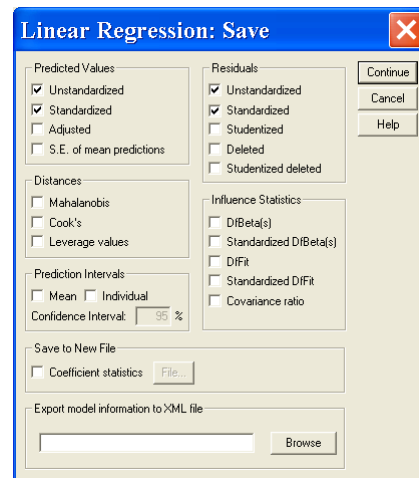 Linear Regression: Save
Predicted Values
Unstandardized
Standardized
Adjusted
S.E. of mean predictions
Residuals
Unstandardized
Standardized
Studentized
Deleted
Studentized deleted
Continue
Cancel
Help
Distances
Mahalanobis
Cook's
Leverage values
Influence Statistics
DfBeta(s)
Standardized DfBeta(s)
DfFit
Standardized DfFit
Covariance ratio
Prediction Intervals
Mean Individual
Confidence Interval: 95 %
Save to New File
Coefficient statistics File...
Export model information to XML file
Browse